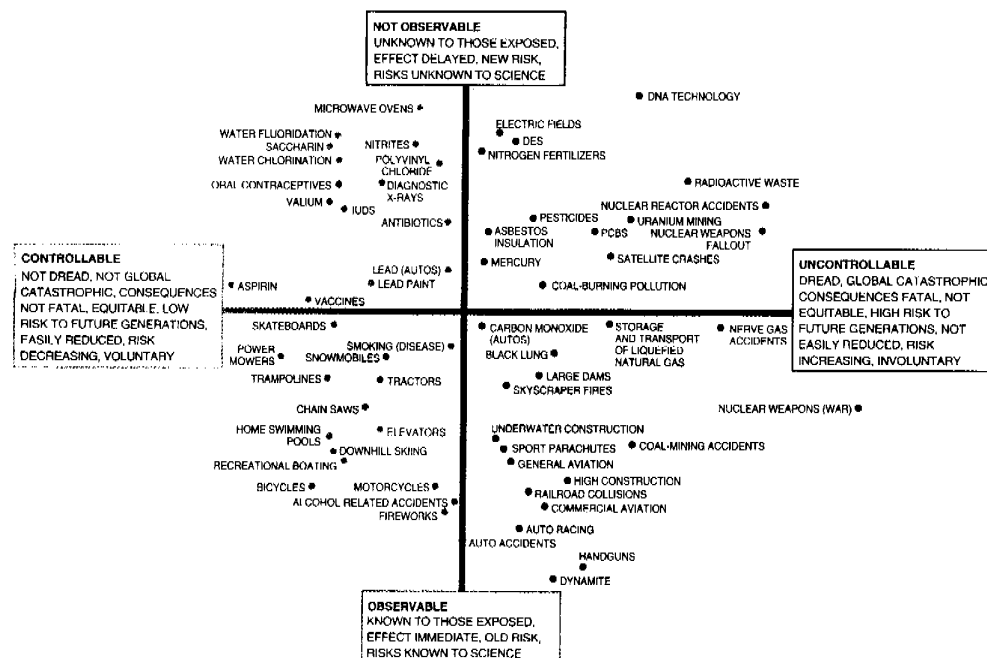 NOT OBSERVABLE
UNKNOWN TO THOSE EXPOSED,
EFFECT DELAYED, NEW RISK,
RISKS UNKNOWN TO SCIENCE
DNA TECHNOLOGY
MICROWAVE OVENS
ELECTRIC FIELDS
WATER FLUORIDATION
SACCHARIN
NITRITES
DES
WATER CHLORINATION
POLYVINYL
CHLORIDE
NITROGEN FERTILIZERS
ORAL CONTRACEPTIVES
DIAGNOSTIC
X-RAYS
RADIOACTIVE WASTE
VALIUM
IUDS
NUCLEAR REACTOR ACCIDENTS
ANTIBIOTICS
PESTICIDES
URANIUM MINING
ASBESTOS
INSULATION
PCBS
NUCLEAR WEAPONS
FALLOUT
CONTROLLABLE
NOT DREAD, NOT GLOBAL
CATASTROPHIC, CONSEQUENCES
NOT FATAL, EQUITABLE, LOW
RISK TO FUTURE GENERATIONS,
EASILY REDUCED, RISK
DECREASING, VOLUNTARY
MERCURY
SATELLITE CRASHES
LEAD (AUTOS)
LEAD PAINT
ASPIRIN
COAL-BURNING POLLUTION
VACCINES
UNCONTROLLABLE
DREAD, GLOBAL CATASTROPHIC
CONSEQUENCES FATAL, NOT
EQUITABLE, HIGH RISK TO
FUTURE GENERATIONS, NOT
EASILY REDUCED, RISK
INCREASING, INVOLUNTARY
SKATEBOARDS
CARBON MONOXIDE
(AUTOS)
STORAGE
AND TRANSPORT
OF LIQUEFIED
NATURAL GAS
NERVE GAS
ACCIDENTS
SMOKING (DISEASE)
POWER
MOWERS
SNOWMOBILES
BLACK LUNG
TRAMPOLINES
TRACTORS
LARGE DAMS
SKYSCRAPER FIRES
CHAIN SAWS
NUCLEAR WEAPONS (WAR)
HOME SWIMMING
POOLS
ELEVATORS
UNDERWATER CONSTRUCTION
DOWNHILL SKIING
SPORT PARACHUTES
COAL-MINING ACCIDENTS
RECREATIONAL BOATING
GENERAL AVIATION
BICYCLES
MOTORCYCLES
HIGH CONSTRUCTION
RAILROAD COLLISIONS
ALCOHOL RELATED ACCIDENTS
COMMERCIAL AVIATION
FIREWORKS
AUTO RACING
AUTO ACCIDENTS
HANDGUNS
DYNAMITE
OBSERVABLE
KNOWN TO THOSE EXPOSED,
EFFECT IMMEDIATE, OLD RISK,
RISKS KNOWN TO SCIENCE